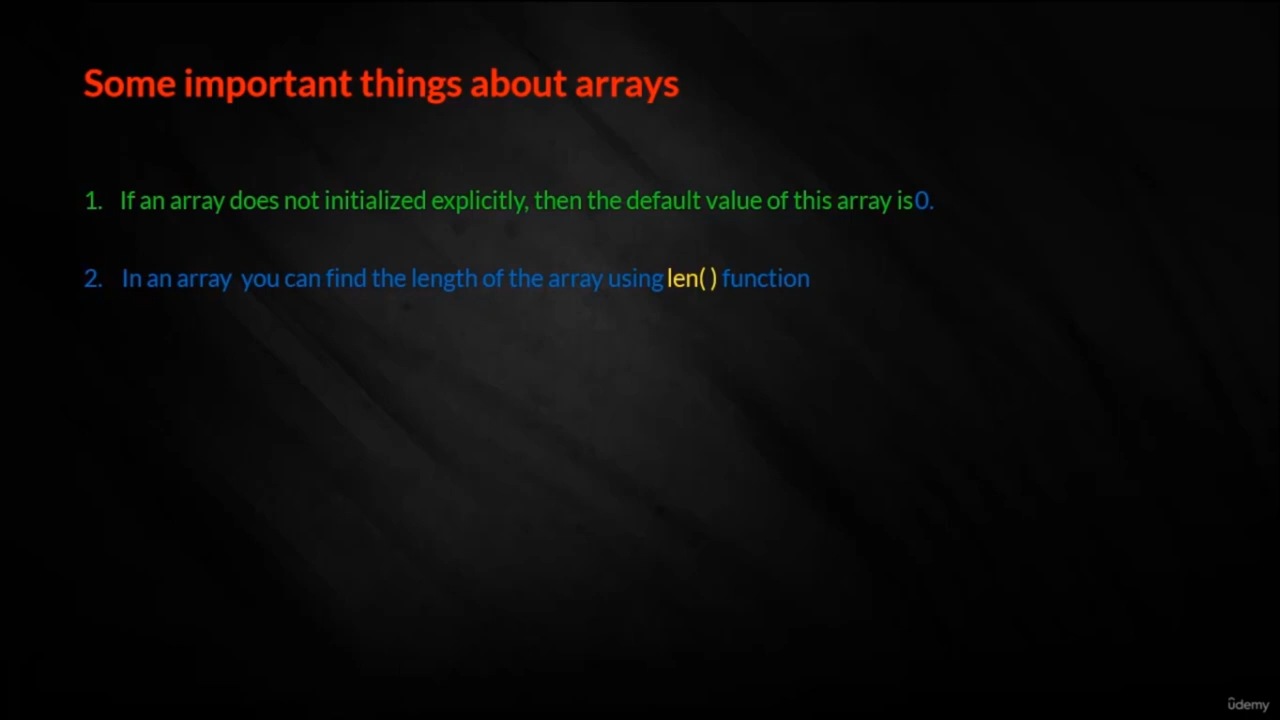 Some important things about arrays
1. If an array does not initialized explicitly, then the default value of this array is 0.
2. In an array you can find the length of the array using len( ) function
ûdemy